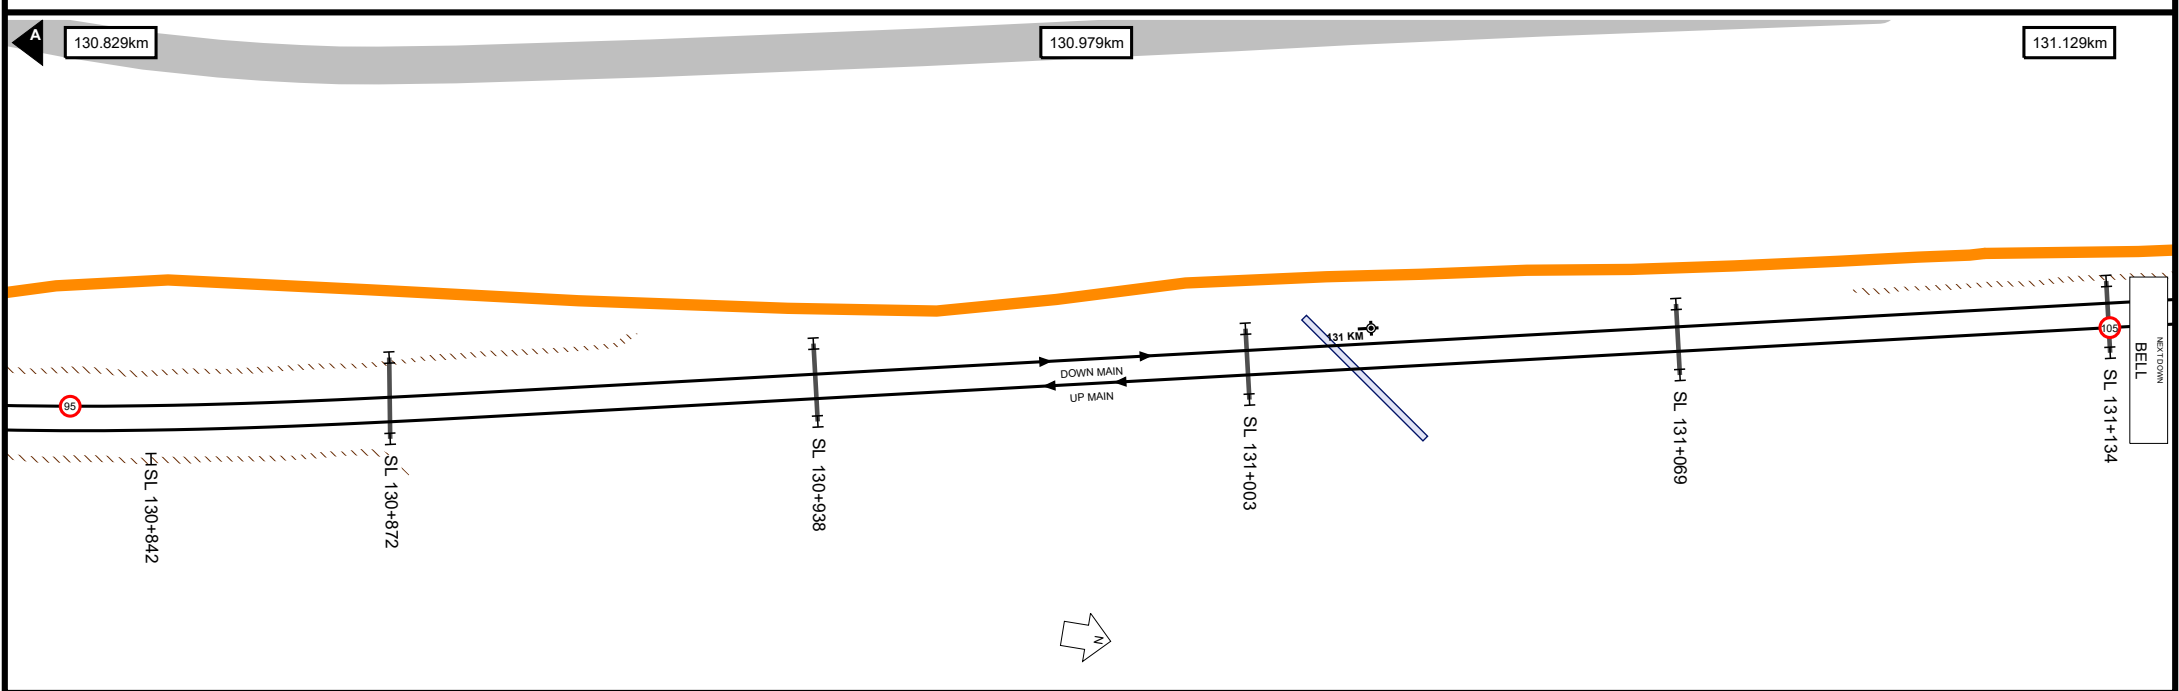 A
130.829km
130.979km
131.129km
131 KM
DOWN MAIN
UP MAIN
95
105
NEXT DOWN
BELL
SL 130+842
SL 130+872
SL 130+938
SL 131+003
SL 131+069
SL 131+134
N